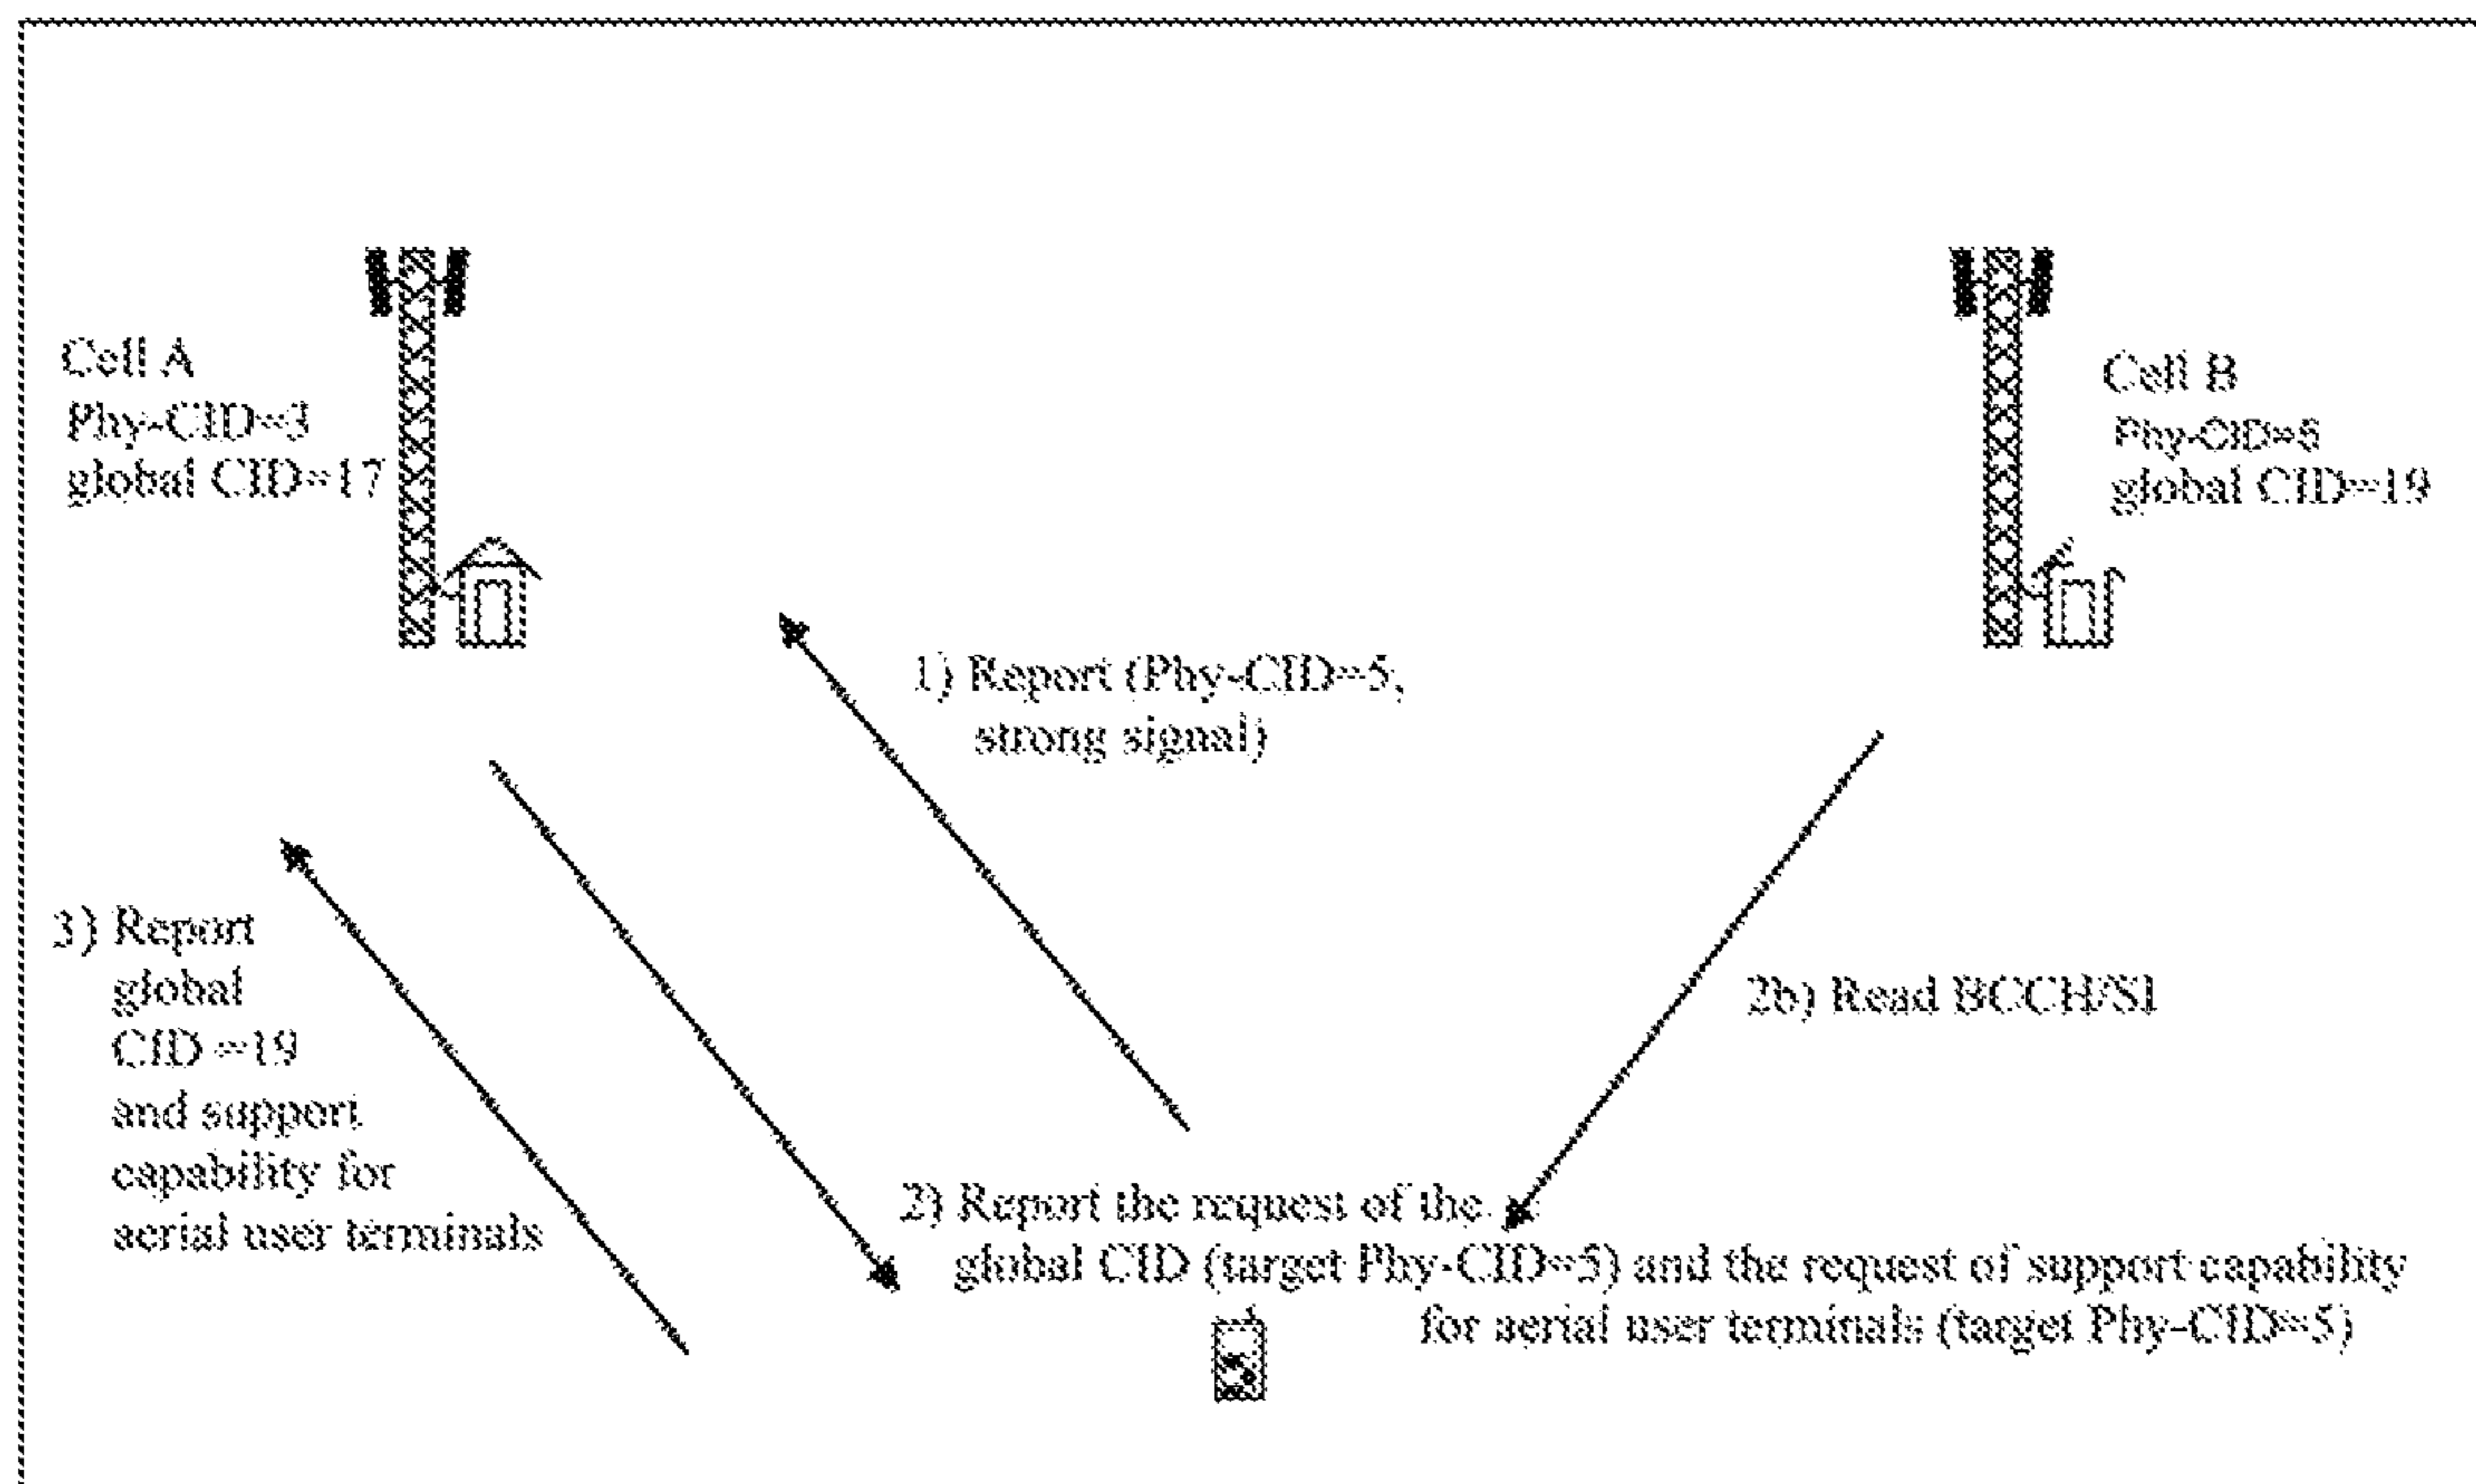 Cell A
Phy-CID=3
global CID=17
Cell B
Phy-CID=5
global CID=19
1) Report (Phy-CID=5,
strong signal)
2b) Read BCCH/SI
3) Report
global
CID =19
and support
capability for
aerial user terminals
2) Report the request of the
global CID (target Phy-CID=5) and the request of support capability
for aerial user terminals (target Phy-CID=5)